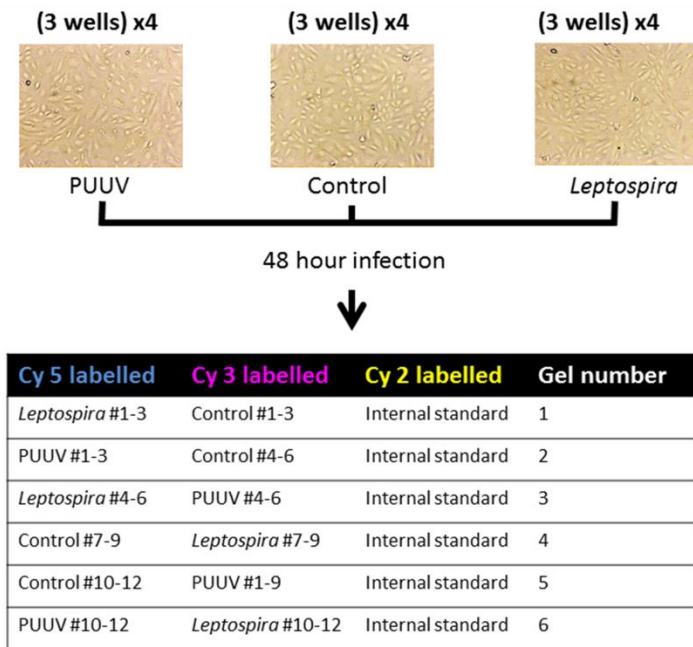 (3 wells) x4 (3 wells) x4 (3 wells) x4
PUUV Control Leptospira
48 hour infection
Cy 5 labelled Cy 3 labelled Cy 2 labelled Gel number
Leptospira #1-3 Control #1-3 Internal standard 1
PUUV #1-3 Control #4-6 Internal standard 2
Leptospira #4-6 PUUV #4-6 Internal standard 3
Control #7-9 Leptospira #7-9 Internal standard 4
Control #10-12 PUUV #1-9 Internal standard 5
PUUV #10-12 Leptospira #10-12 Internal standard 6